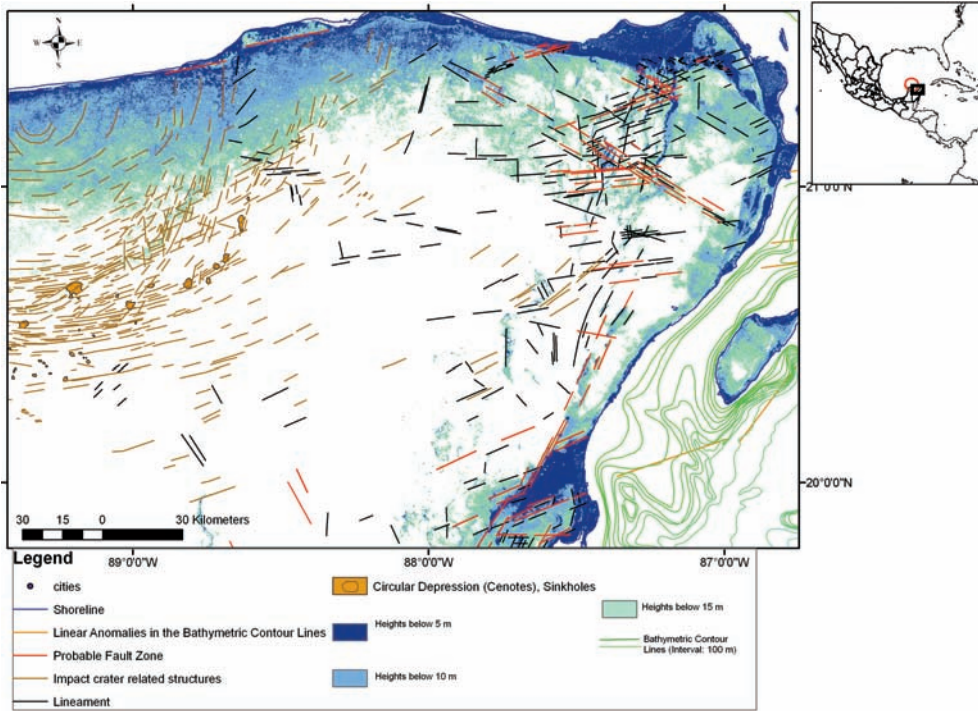 N
W E
S
21°0'0"N
20°0'0"N
30 15 0 30 Kilometers
89°0'0"W 88°0'0"W 87°0'0"W
Legend
cities
Shoreline
Linear Anomalies in the Bathymetric Contour Lines
Probable Fault Zone
Impact crater related structures
Lineament
Circular Depression (Cenotes), Sinkholes
Heights below 5 m
Heights below 10 m
Heights below 15 m
Bathymetric Contour
Lines (Interval: 100 m)